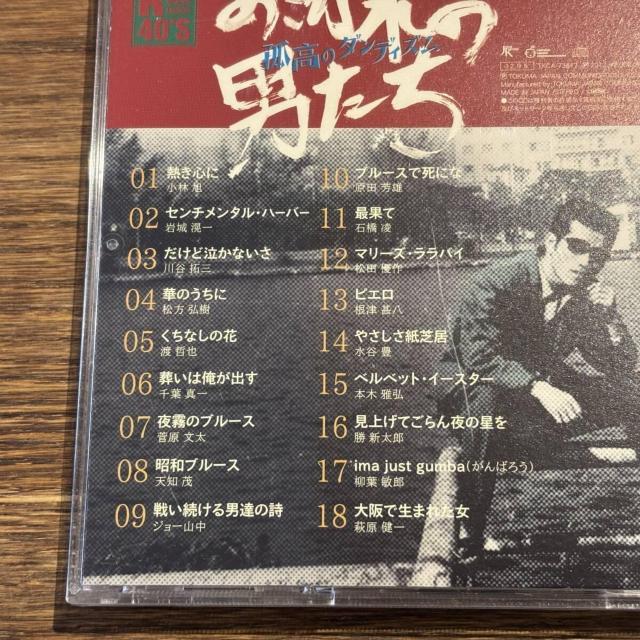 40'S
男たち
孤高のダンディズム
01 熱き心に
小林 旭
02 センチメンタル・ハーバー
岩城 滉一
03 だけど泣かないさ
川谷 拓三
04 華のうちに
松方 弘樹
05 くちなしの花
渡 哲也
06 葬いは俺が出す
千葉 真一
07 夜霧のブルース
菅原 文太
08 昭和ブルース
天知 茂
09 戦い続ける男達の詩
ジョー山中
10 ブルースで死にな
原田 芳雄
11 最果て
石橋 凌
12 マリーズ・ララバイ
松田 優作
13 ピエロ
根津 甚八
14 やさしさ紙芝居
水谷 豊
15 ベルベット・イースター
本木 雅弘
16 見上げてごらん夜の星を
勝 新太郎
17 ima just gumba(がんばろう)
柳葉 敏郎
18 大阪で生まれた女
萩原 健一